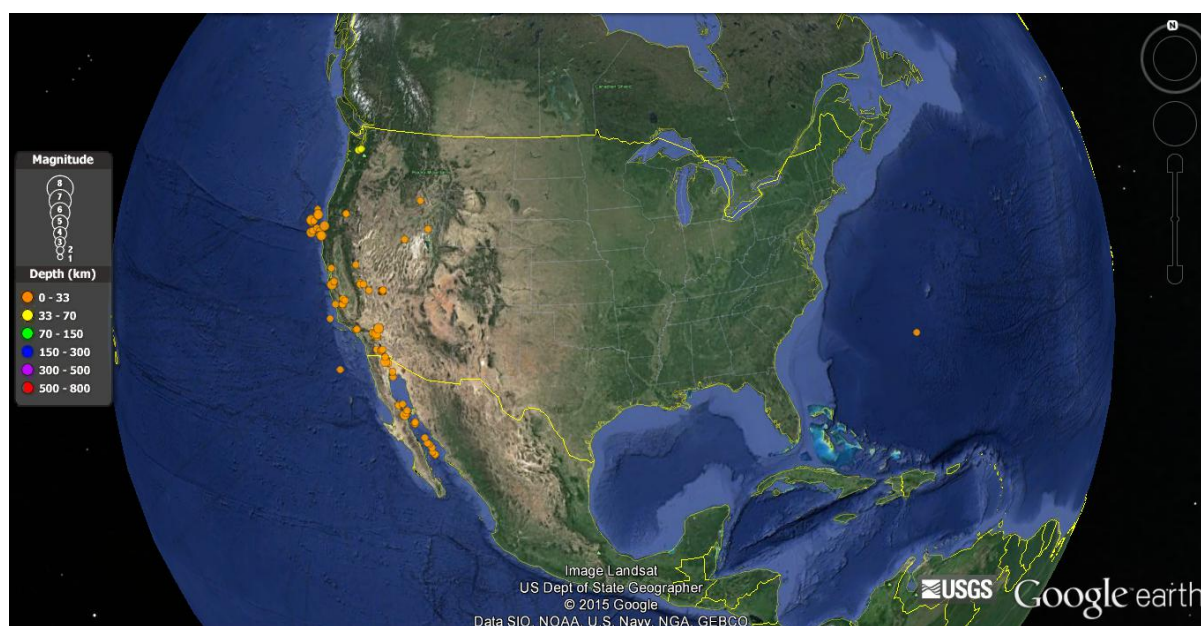 N
Magnitude
8
7
6
5
4
3
2
1
Depth (km)
0 - 33
33 - 70
70 - 150
150 - 300
300 - 500
500 - 800
Image Landsat
US Dept of State Geographer
© 2015 Google
Data SIO, NOAA, U.S. Navy, NGA, GEBCO
USGS
Google earth